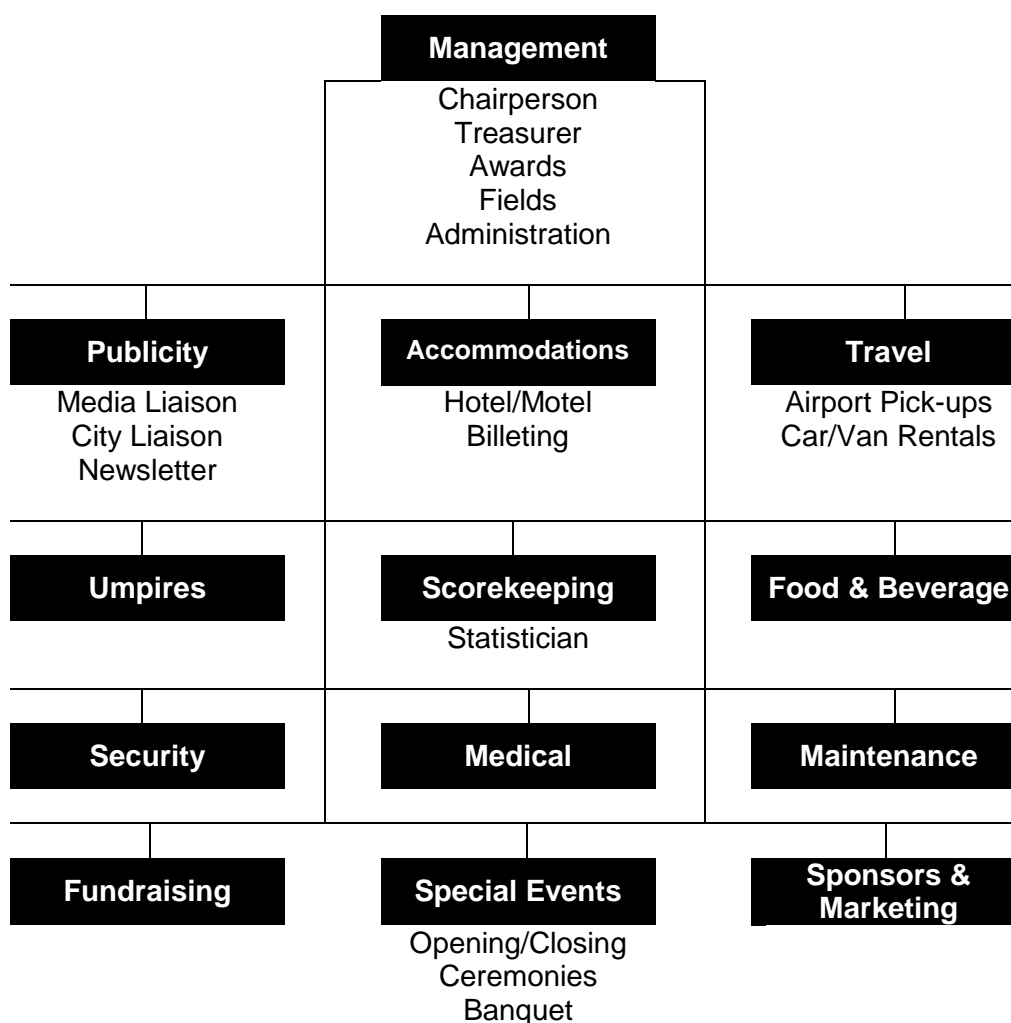 Management
Chairperson
Treasurer
Awards
Fields
Administration
Publicity
Media Liaison
City Liaison
Newsletter
Accommodations
Hotel/Motel
Billeting
Travel
Airport Pick-ups
Car/Van Rentals
Umpires
Scorekeeping
Statistician
Food & Beverage
Security
Medical
Maintenance
Fundraising
Special Events
Opening/Closing
Ceremonies
Banquet
Sponsors &
Marketing